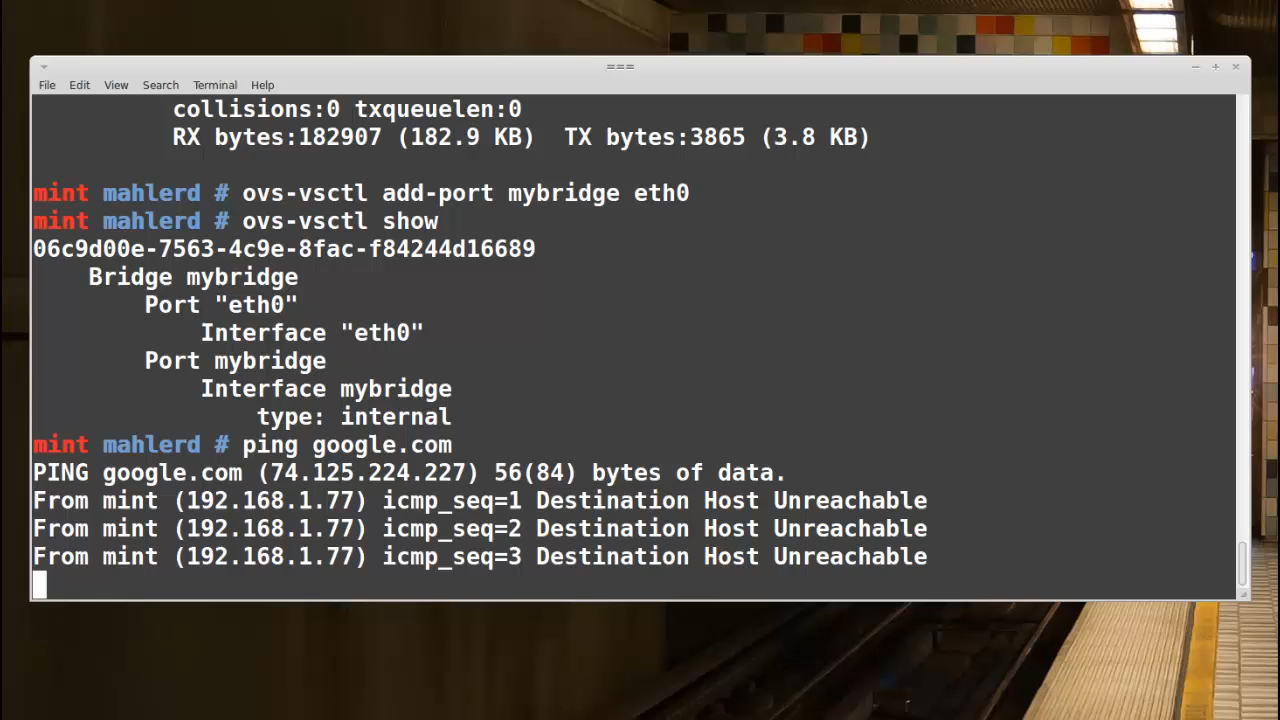 ===
File Edit View Search Terminal Help
collisions:0 txqueuelen:0
RX bytes:182907 (182.9 KB)  TX bytes:3865 (3.8 KB)
mint mahlerd # ovs-vsctl add-port mybridge eth0
mint mahlerd # ovs-vsctl show
06c9d00e-7563-4c9e-8fac-f84244d16689
    Bridge mybridge
        Port "eth0"
            Interface "eth0"
        Port mybridge
            Interface mybridge
                type: internal
mint mahlerd # ping google.com
PING google.com (74.125.224.227) 56(84) bytes of data.
From mint (192.168.1.77) icmp_seq=1 Destination Host Unreachable
From mint (192.168.1.77) icmp_seq=2 Destination Host Unreachable
From mint (192.168.1.77) icmp_seq=3 Destination Host Unreachable